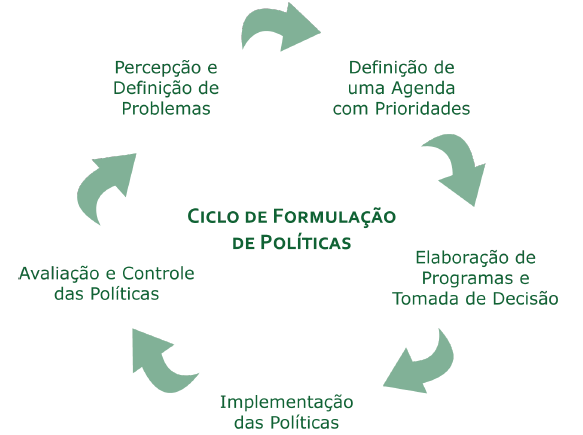 Percepção e
Definição de
Problemas
Definição de
uma Agenda
com Prioridades
CICLO DE FORMULAÇÃO
DE POLÍTICAS
Elaboração de
Programas e
Tomada de Decisão
Avaliação e Controle
das Políticas
Implementação
das Políticas